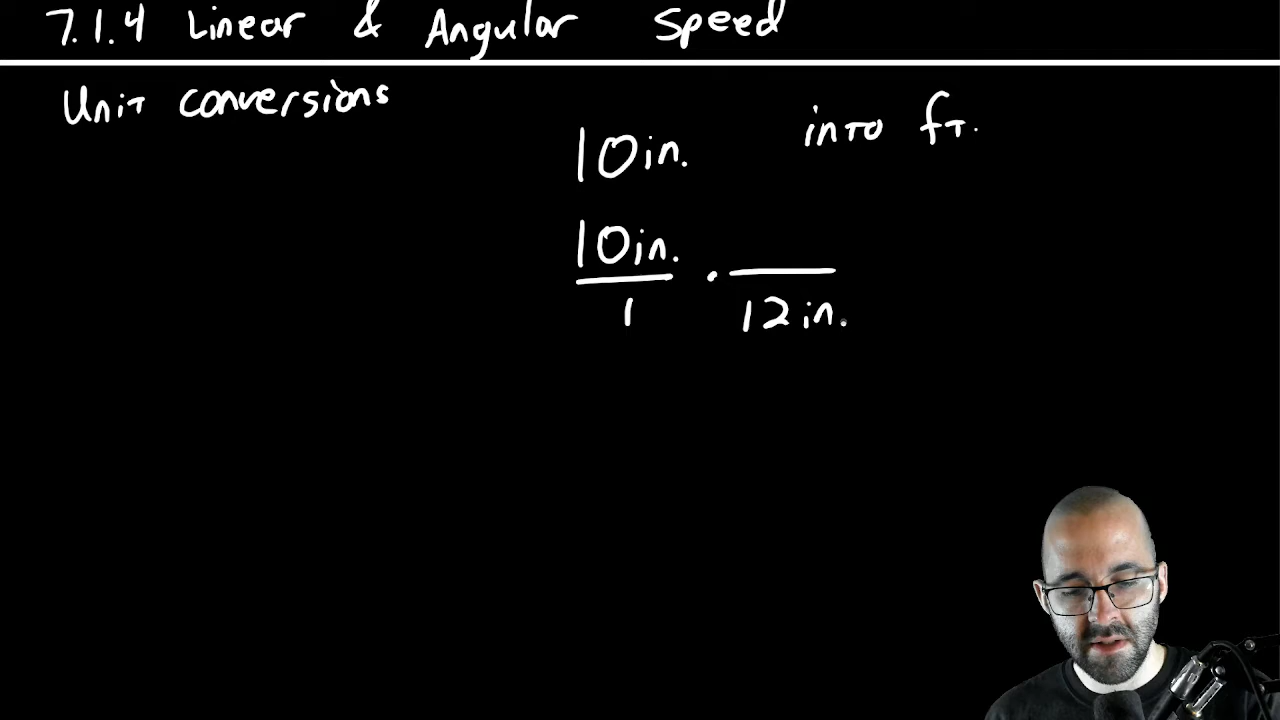 7.1.4 Linear & Angular Speed
Unit conversions
10in. into ft.
10in. ·
1 12in.